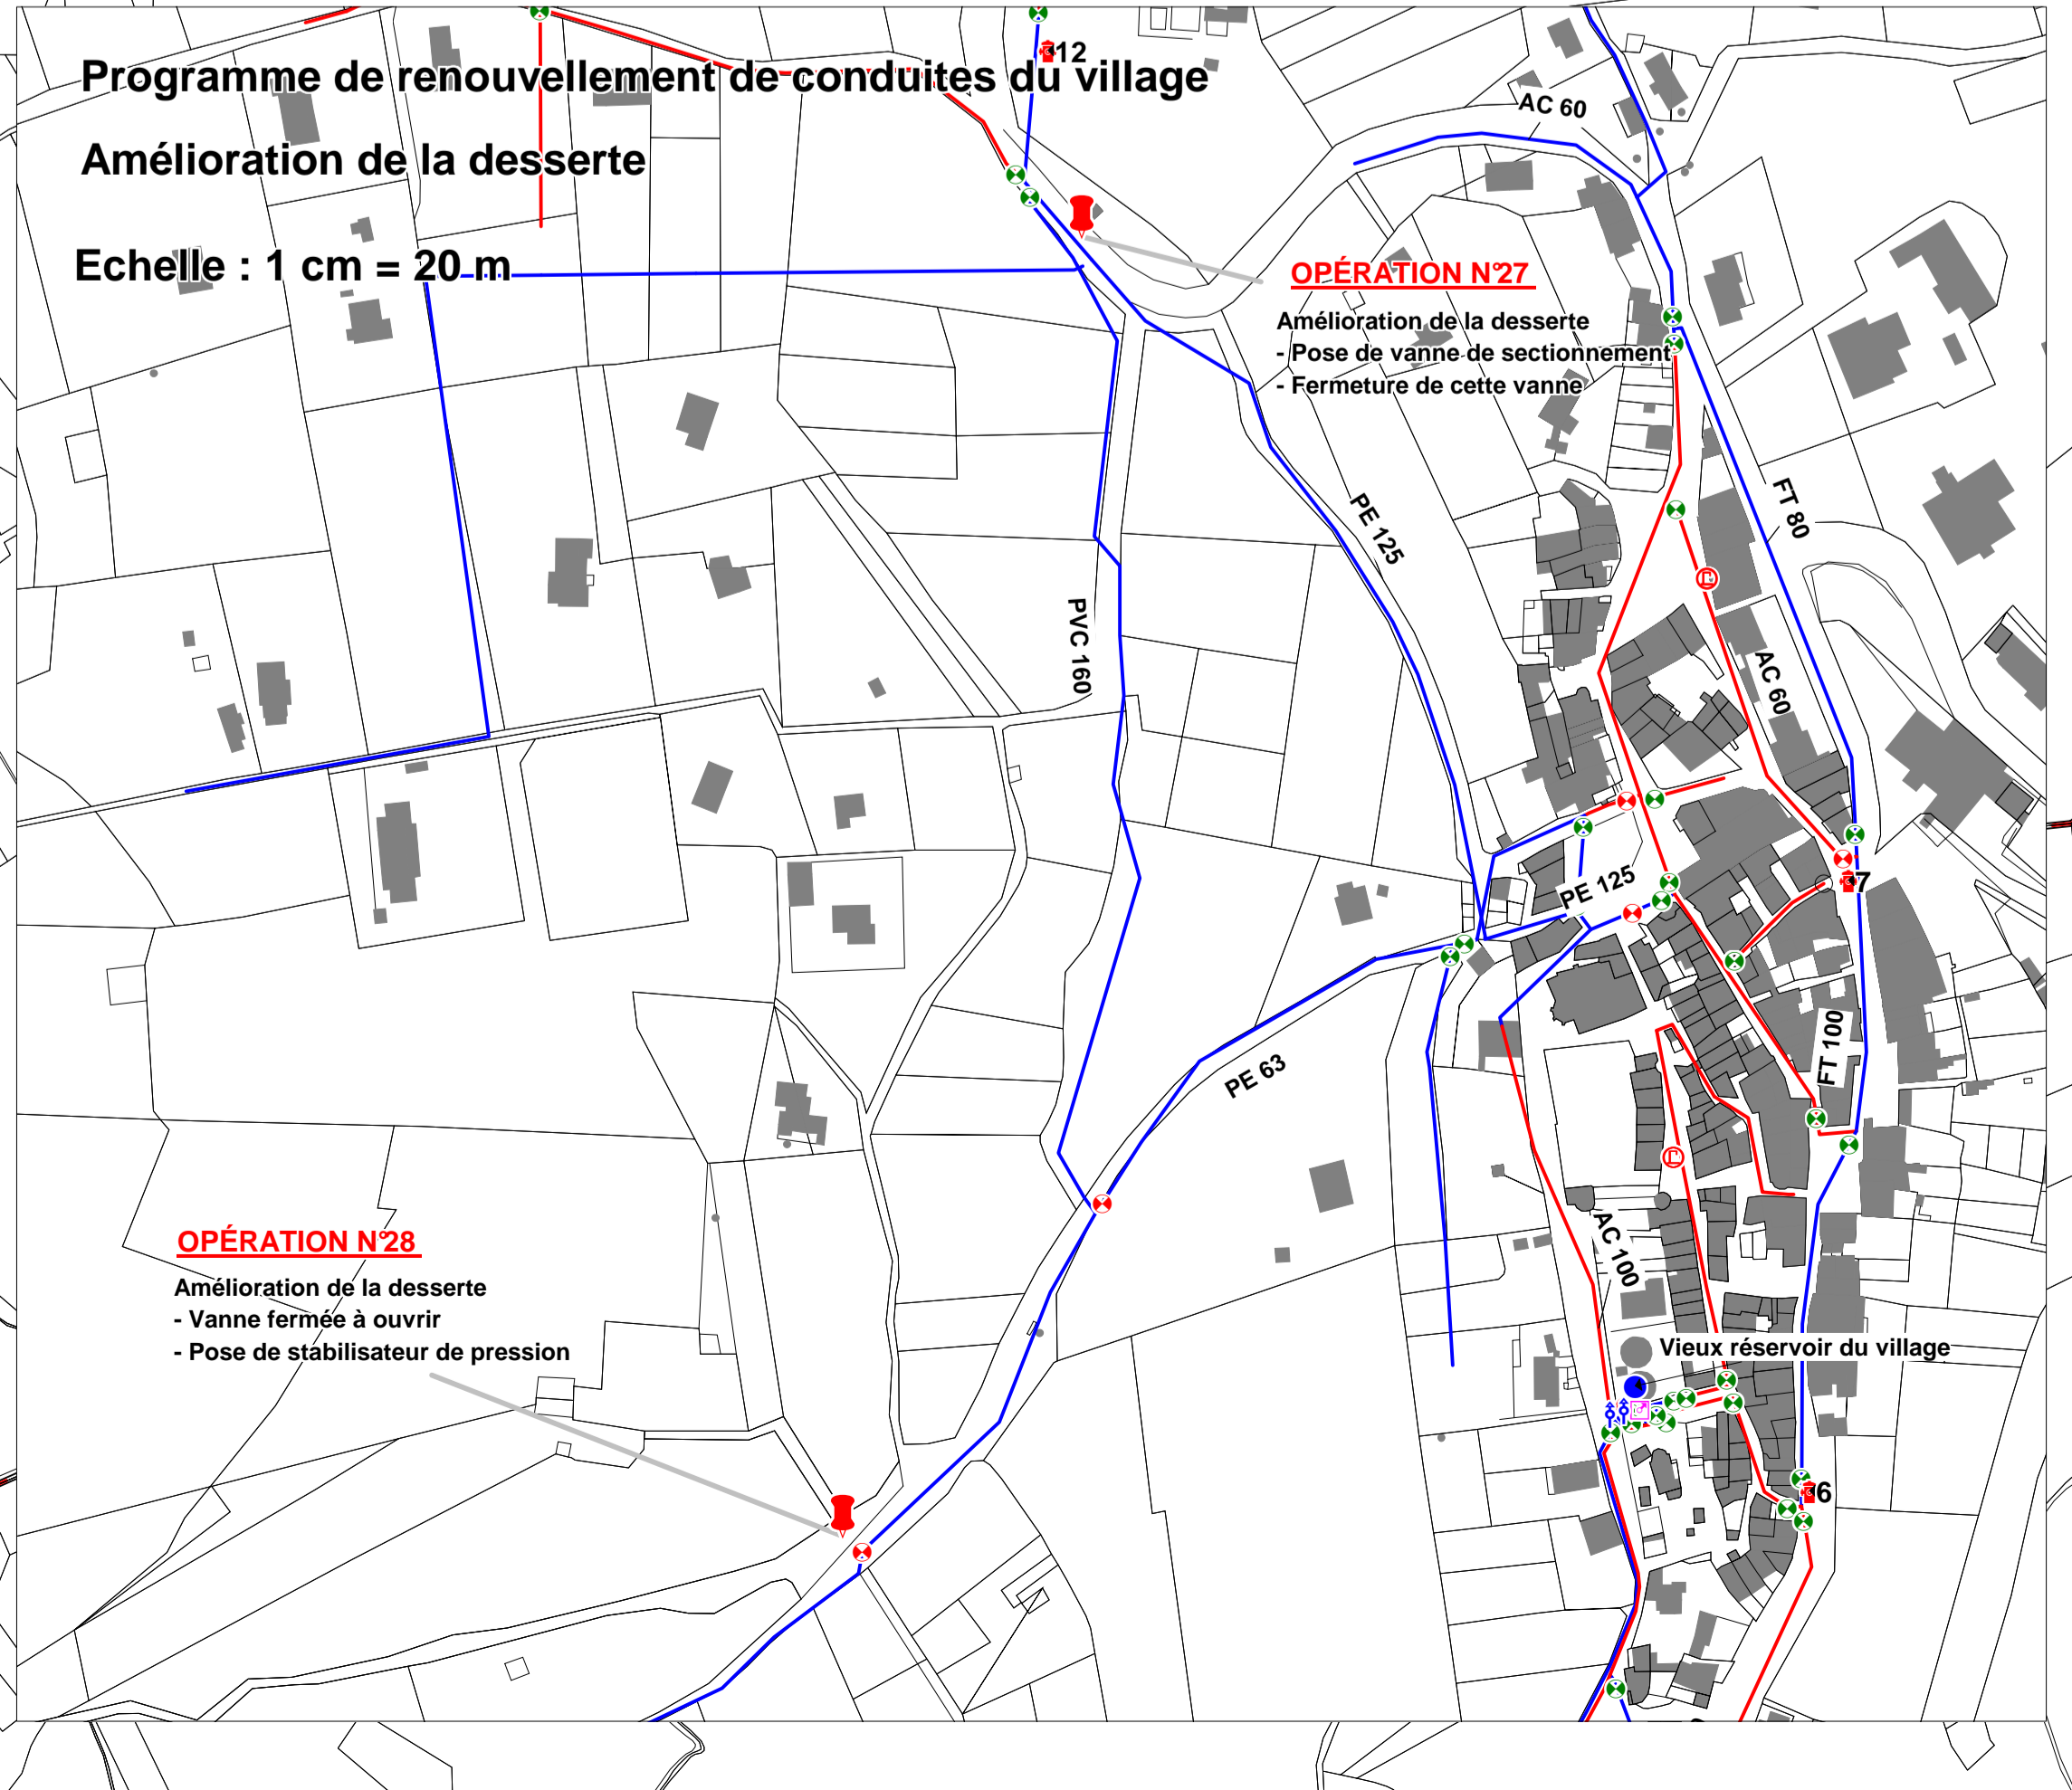 Programme de renouvellement de conduites du village
12
Amélioration de la desserte
Echelle : 1 cm = 20 m
AC 60
OPÉRATION N°27
Amélioration de la desserte
- Pose de vanne de sectionnement
- Fermeture de cette vanne
PE 125
FT 80
PVC 160
AC 60
PE 125
7
FT 100
PE 63
OPÉRATION N°28
Amélioration de la desserte
- Vanne fermée à ouvrir
- Pose de stabilisateur de pression
AC 100
Vieux réservoir du village
6